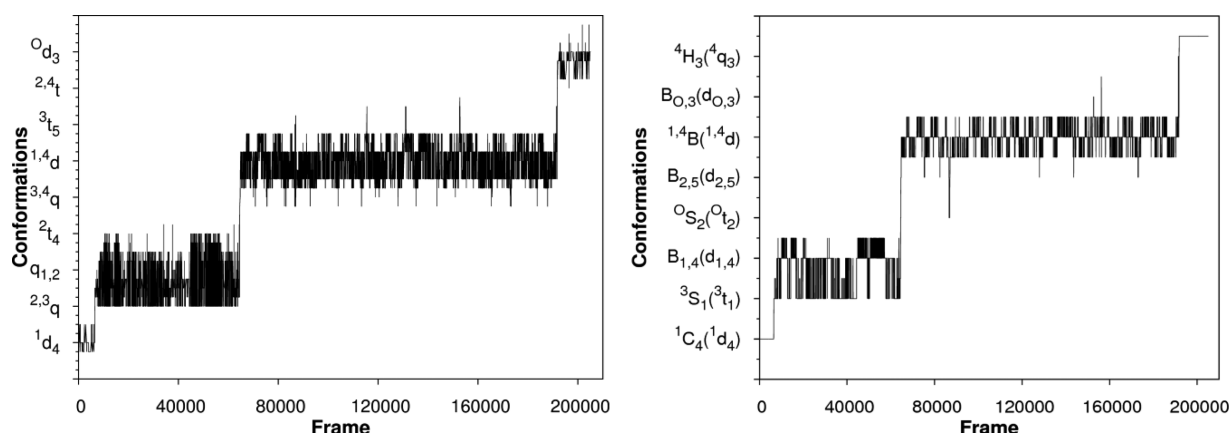 Conformations
ᴼd₃
²,⁴t
³t₅
¹,⁴d
³,⁴q
²t₄
q₁,₂
²,³q
¹d₄
0 40000 80000 120000 160000 200000
Frame
Conformations
⁴H₃(⁴q₃)
B_O,3(d_O,3)
¹,⁴B(¹,⁴d)
B₂,₅(d₂,₅)
ᴼS₂(ᴼt₂)
B₁,₄(d₁,₄)
³S₁(³t₁)
¹C₄(¹d₄)
0 40000 80000 120000 160000 200000
Frame